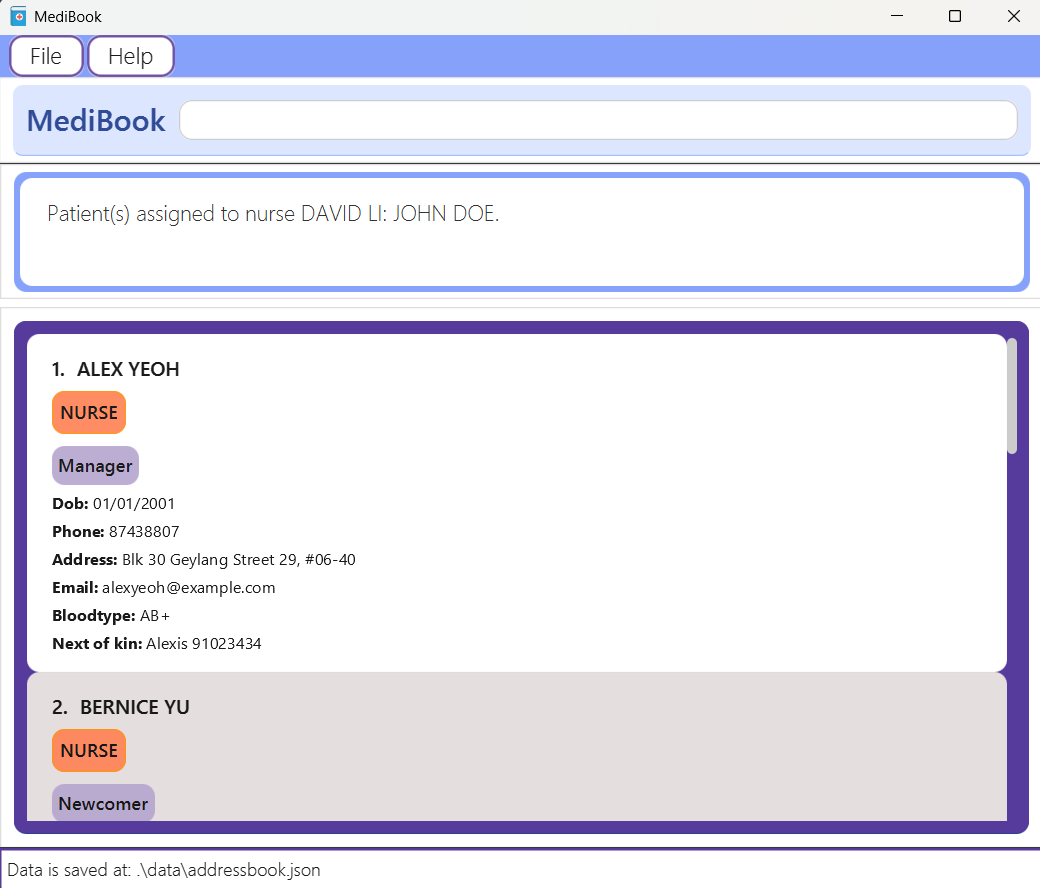 MediBook
File Help
MediBook
Patient(s) assigned to nurse DAVID LI: JOHN DOE.
1. ALEX YEOH
NURSE
Manager
Dob: 01/01/2001
Phone: 87438807
Address: Blk 30 Geylang Street 29, #06-40
Email: alexyeoh@example.com
Bloodtype: AB+
Next of kin: Alexis 91023434
2. BERNICE YU
NURSE
Newcomer
Data is saved at: .\data\addressbook.json